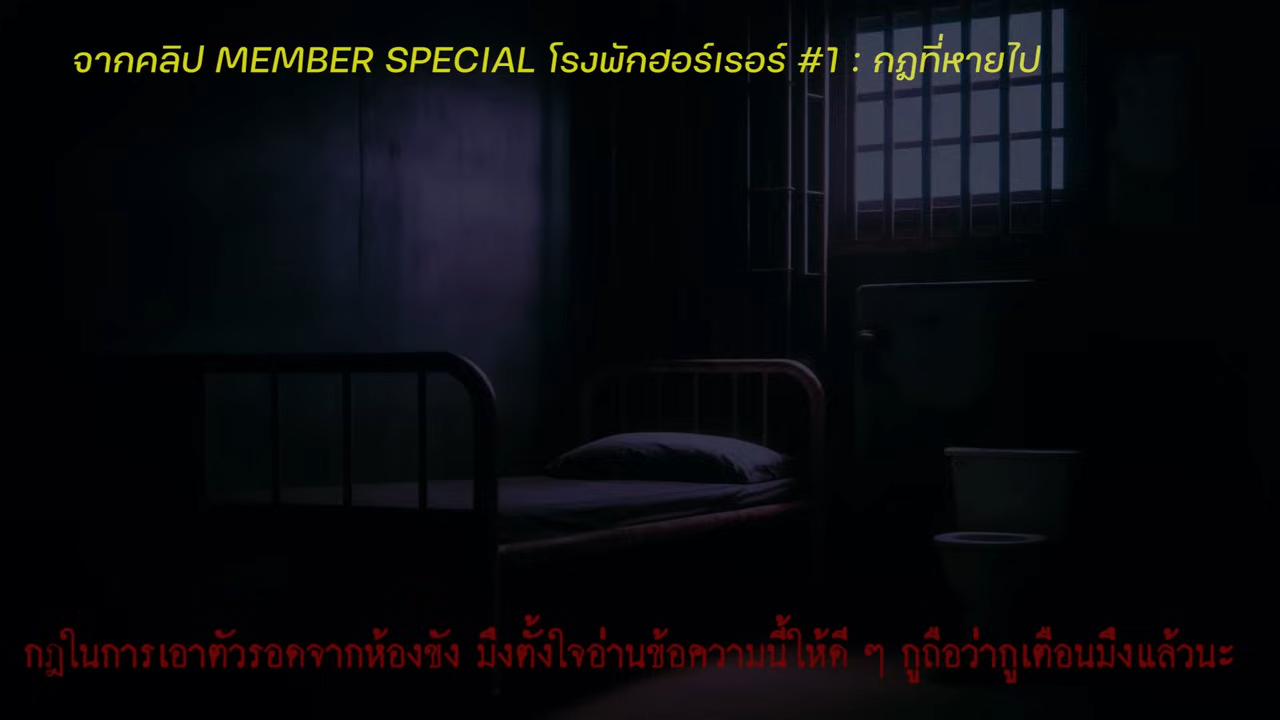 จากคลิป MEMBER SPECIAL โรงพักฮอร์เรอร์ #1 : กฎที่หายไป
กฎในการเอาตัวรอดจากห้องขัง มึงตั้งใจอ่านข้อความนี้ให้ดี ๆ กูถือว่ากูเตือนมึงแล้วนะ